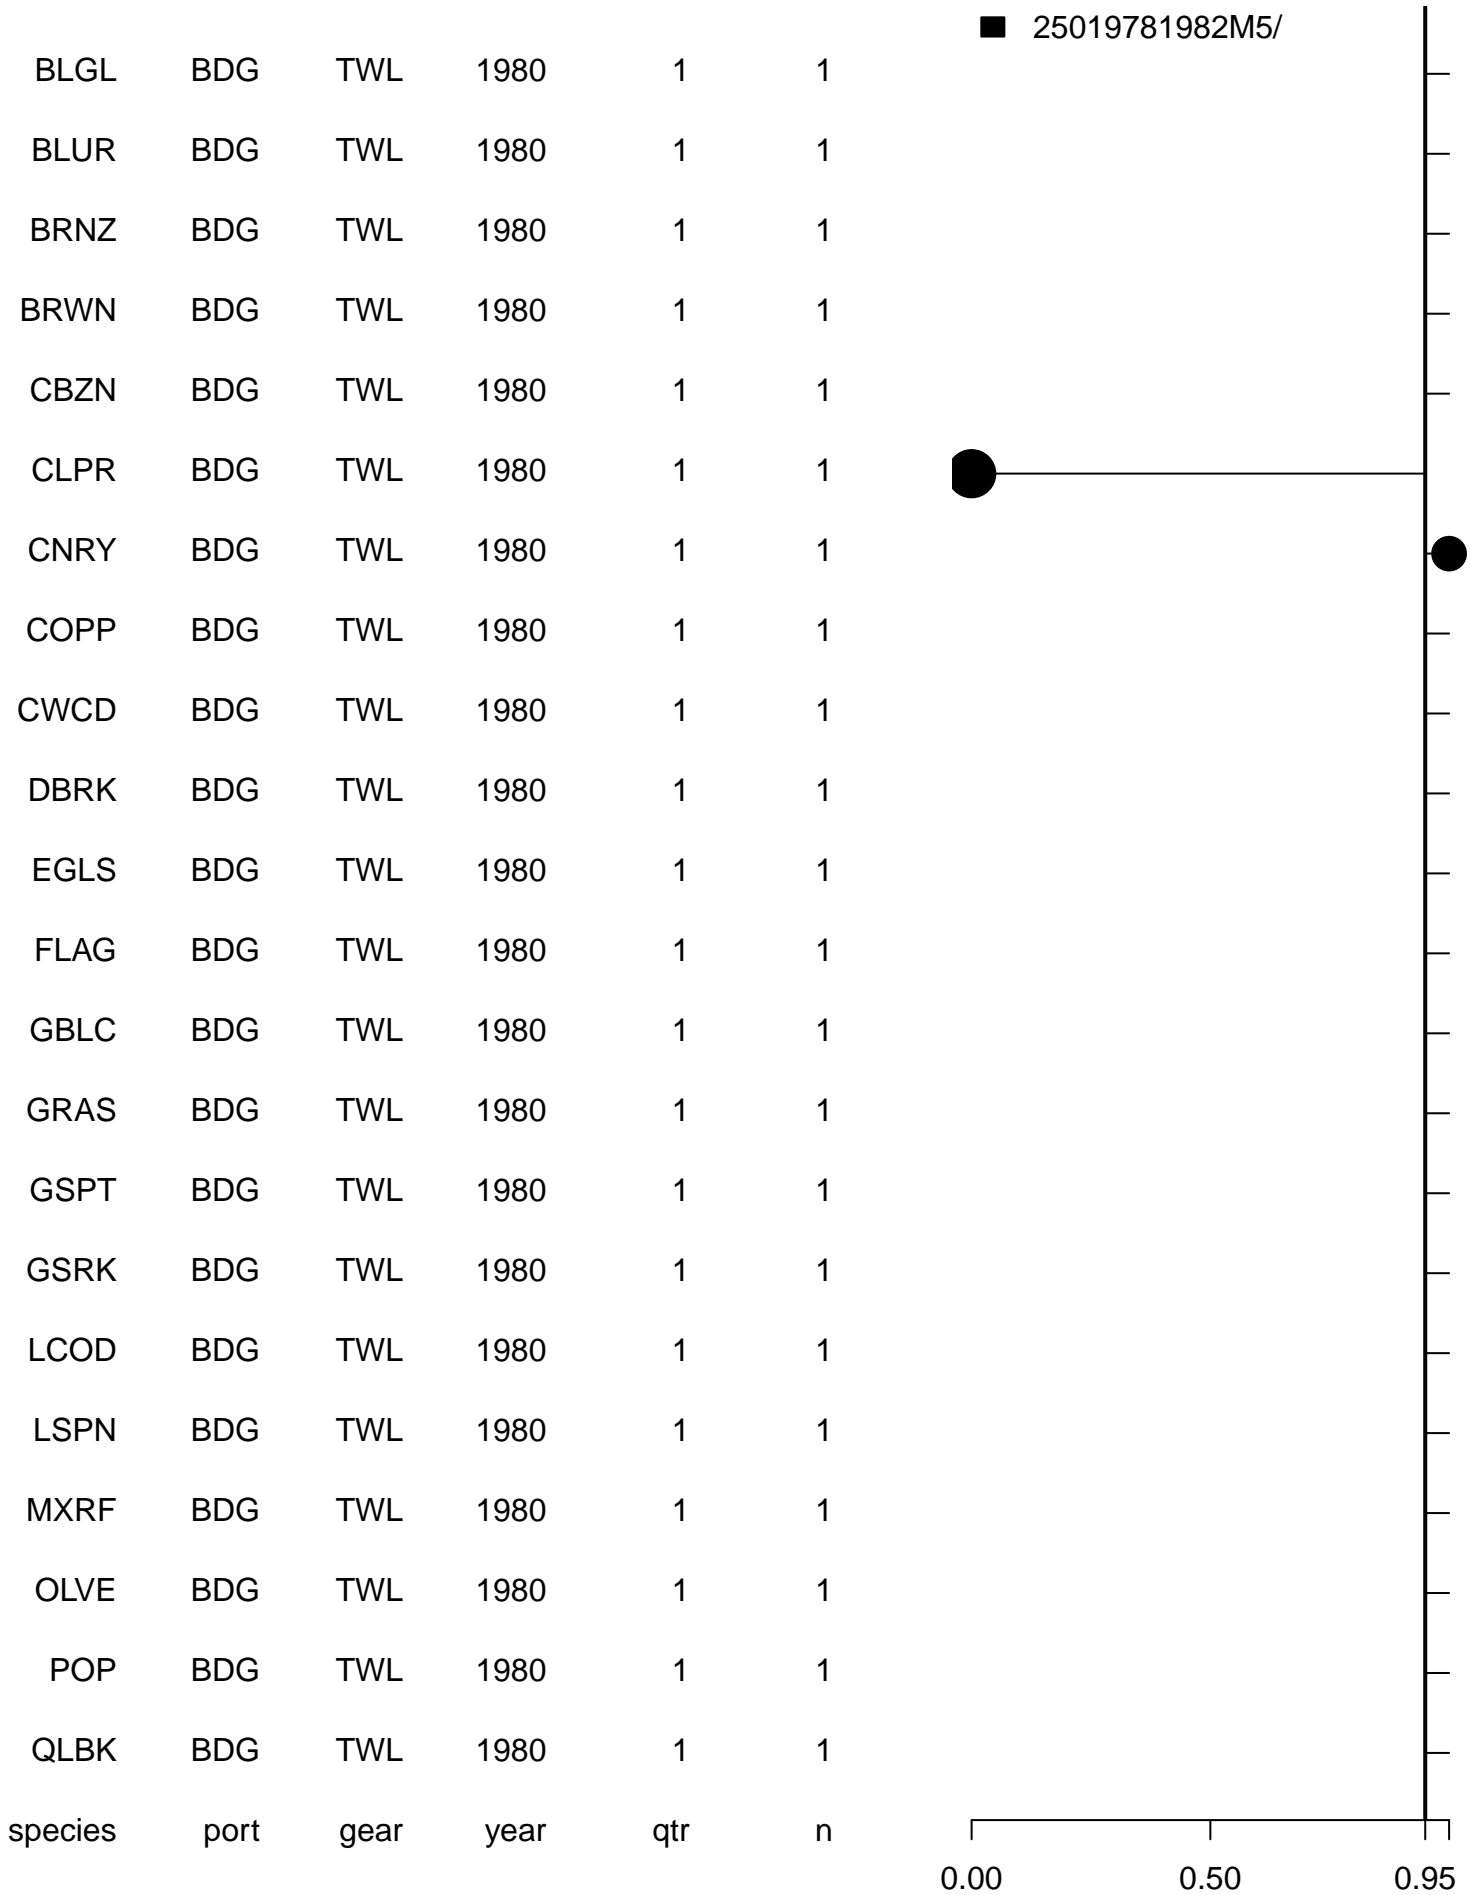 25019781982M5/
BLGL BDG TWL 1980 1 1
BLUR BDG TWL 1980 1 1
BRNZ BDG TWL 1980 1 1
BRWN BDG TWL 1980 1 1
CBZN BDG TWL 1980 1 1
CLPR BDG TWL 1980 1 1
CNRY BDG TWL 1980 1 1
COPP BDG TWL 1980 1 1
CWCD BDG TWL 1980 1 1
DBRK BDG TWL 1980 1 1
EGLS BDG TWL 1980 1 1
FLAG BDG TWL 1980 1 1
GBLC BDG TWL 1980 1 1
GRAS BDG TWL 1980 1 1
GSPT BDG TWL 1980 1 1
GSRK BDG TWL 1980 1 1
LCOD BDG TWL 1980 1 1
LSPN BDG TWL 1980 1 1
MXRF BDG TWL 1980 1 1
OLVE BDG TWL 1980 1 1
POP BDG TWL 1980 1 1
QLBK BDG TWL 1980 1 1
species port gear year qtr n
0.00 0.50 0.95